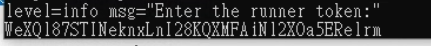 level=info msg="Enter the runner token:"
WeXQ187STINeknxLnI28KQXMFAiN12XOa5ERelrm